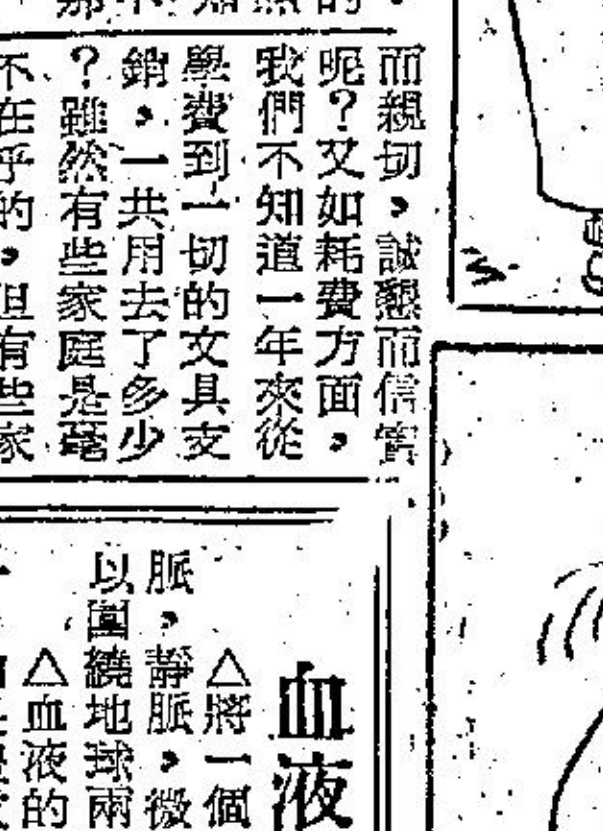 而親切，誠懇而信實
呢？又如耗費方面，
我們不知道一年來從
學費到一切的文具支
銷，一共用去了多少
？雖然有些家庭是毫
不在乎的，但有些家
血液
△將一個
脈，靜脈，微
以圍繞地球兩
△血液的